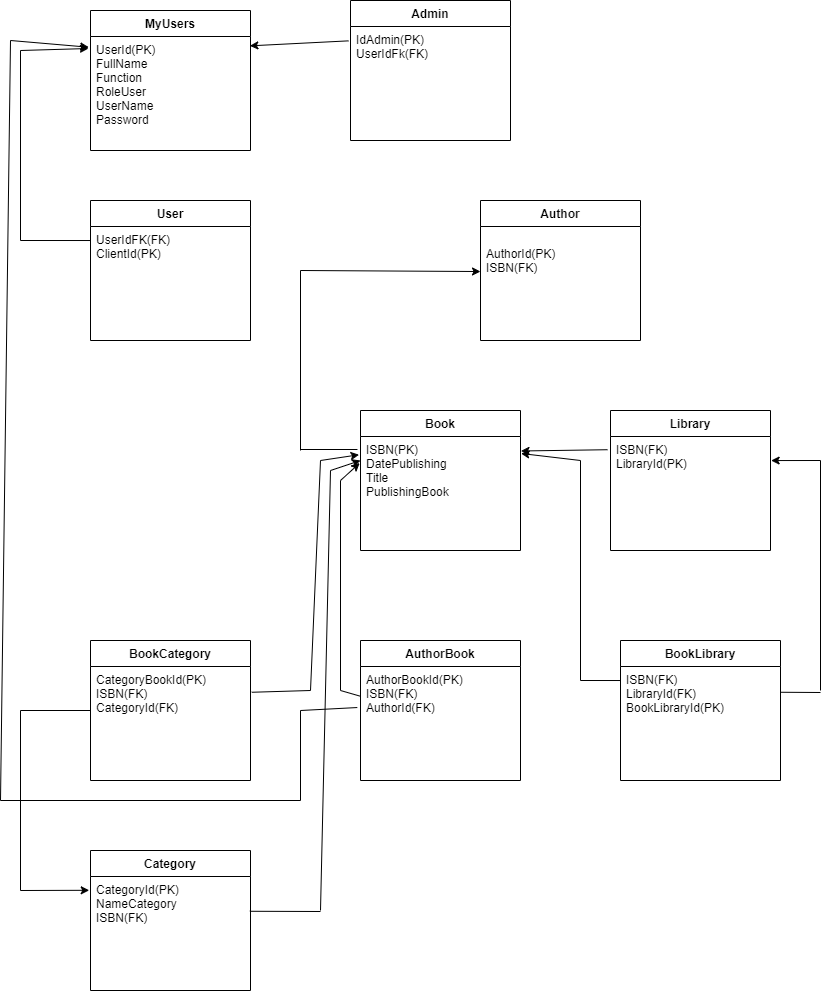 MyUsers
UserId(PK)
FullName
Function
RoleUser
UserName
Password
Admin
IdAdmin(PK)
UserIdFk(FK)
User
UserIdFK(FK)
ClientId(PK)
Author
AuthorId(PK)
ISBN(FK)
Book
ISBN(PK)
DatePublishing
Title
PublishingBook
Library
ISBN(FK)
LibraryId(PK)
BookCategory
CategoryBookId(PK)
ISBN(FK)
CategoryId(FK)
AuthorBook
AuthorBookId(PK)
ISBN(FK)
AuthorId(FK)
BookLibrary
ISBN(FK)
LibraryId(FK)
BookLibraryId(PK)
Category
CategoryId(PK)
NameCategory
ISBN(FK)